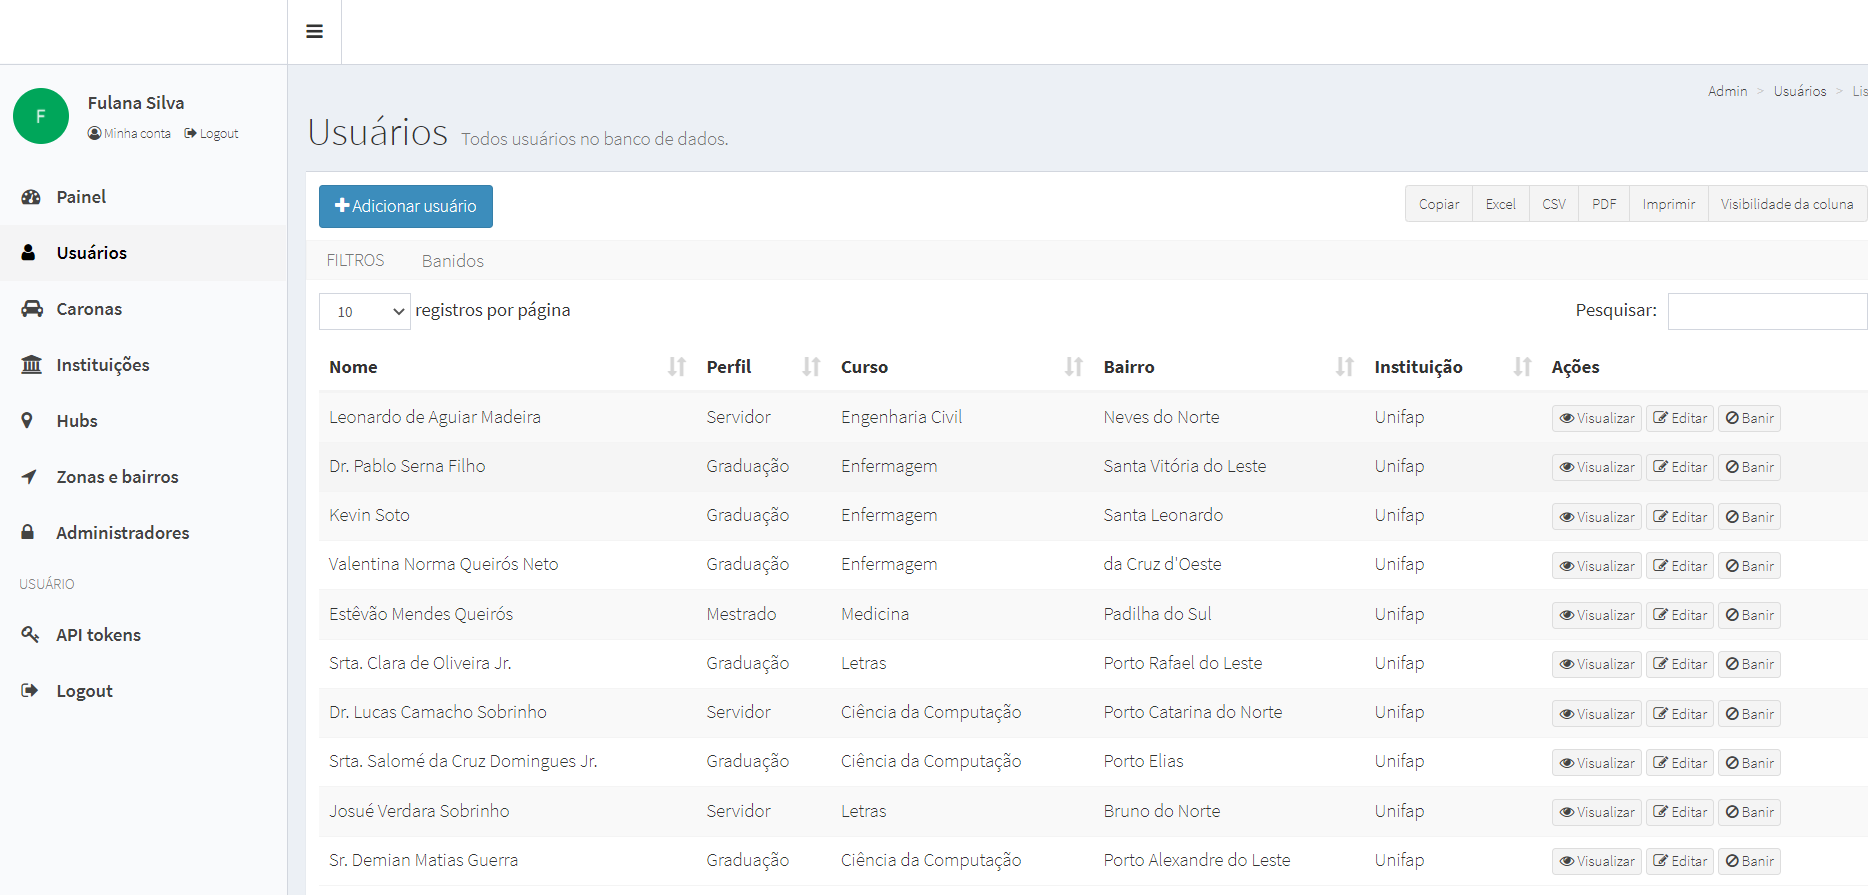 Fulana Silva
Minha conta Logout
Painel
Usuários
Caronas
Instituições
Hubs
Zonas e bairros
Administradores
USUÁRIO
API tokens
Logout
Admin > Usuários > Lis
Usuários Todos usuários no banco de dados.
Adicionar usuário
Copiar Excel CSV PDF Imprimir Visibilidade da coluna
FILTROS Banidos
10 registros por página
Pesquisar:
Nome Perfil Curso Bairro Instituição Ações
Leonardo de Aguiar Madeira Servidor Engenharia Civil Neves do Norte Unifap Visualizar Editar Banir
Dr. Pablo Serna Filho Graduação Enfermagem Santa Vitória do Leste Unifap Visualizar Editar Banir
Kevin Soto Graduação Enfermagem Santa Leonardo Unifap Visualizar Editar Banir
Valentina Norma Queirós Neto Graduação Enfermagem da Cruz d'Oeste Unifap Visualizar Editar Banir
Estêvão Mendes Queirós Mestrado Medicina Padilha do Sul Unifap Visualizar Editar Banir
Srta. Clara de Oliveira Jr. Graduação Letras Porto Rafael do Leste Unifap Visualizar Editar Banir
Dr. Lucas Camacho Sobrinho Servidor Ciência da Computação Porto Catarina do Norte Unifap Visualizar Editar Banir
Srta. Salomé da Cruz Domingues Jr. Graduação Ciência da Computação Porto Elias Unifap Visualizar Editar Banir
Josué Verdara Sobrinho Servidor Letras Bruno do Norte Unifap Visualizar Editar Banir
Sr. Demian Matias Guerra Graduação Ciência da Computação Porto Alexandre do Leste Unifap Visualizar Editar Banir
F